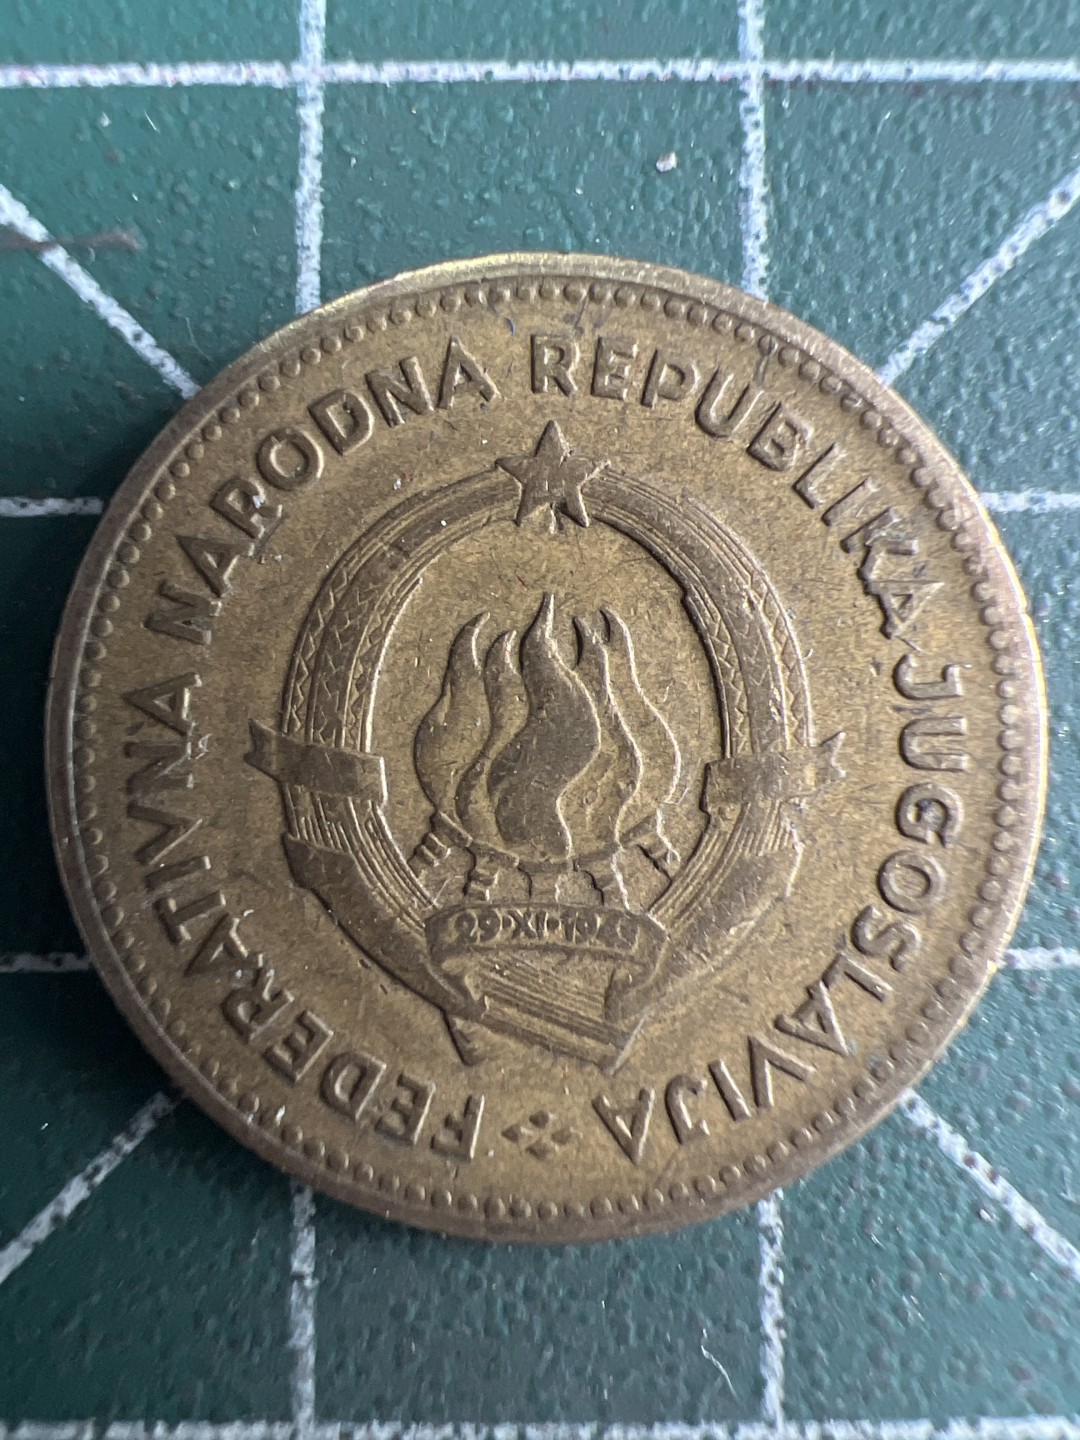 FEDERATIVNA NARODNA REPUBLIKA JUGOSLAVIJA
29·XI·1943